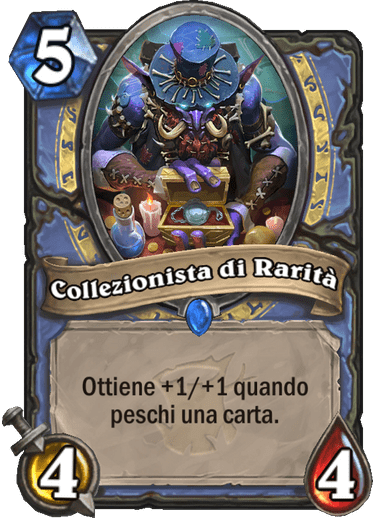 5
Collezionista di Rarità
Ottiene +1/+1 quando
peschi una carta.
4
4